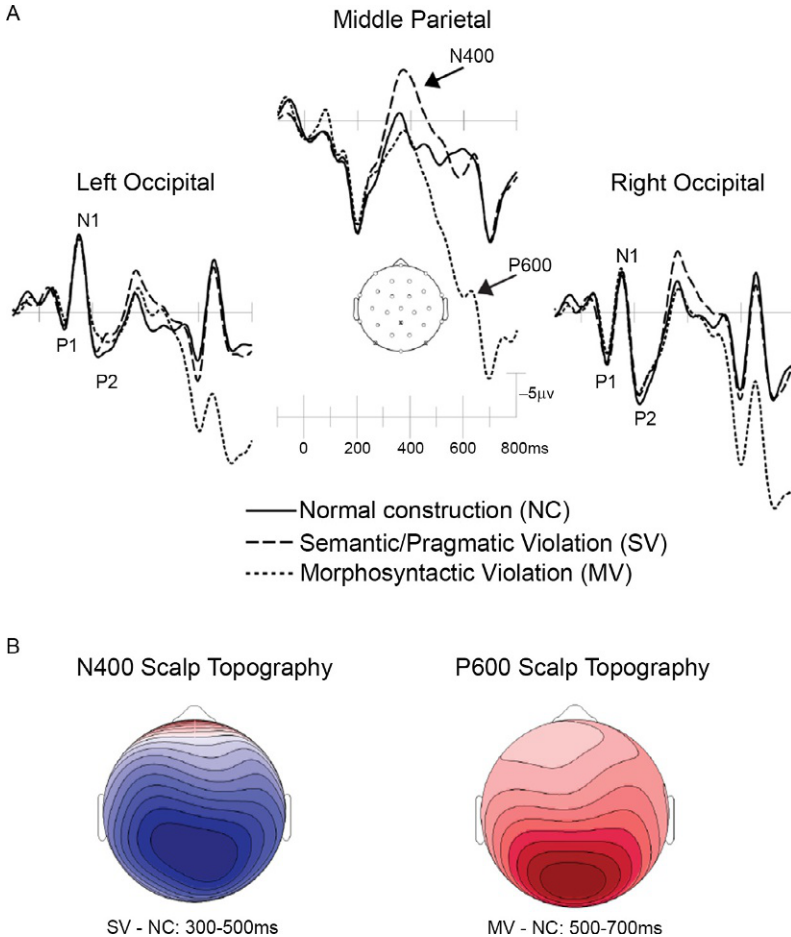 A
Middle Parietal
N400
Left Occipital
Right Occipital
N1
N1
P600
P1
P2
P1
P2
–5μv
0 200 400 600 800ms
Normal construction (NC)
Semantic/Pragmatic Violation (SV)
Morphosyntactic Violation (MV)
B
N400 Scalp Topography
P600 Scalp Topography
SV - NC: 300-500ms
MV - NC: 500-700ms